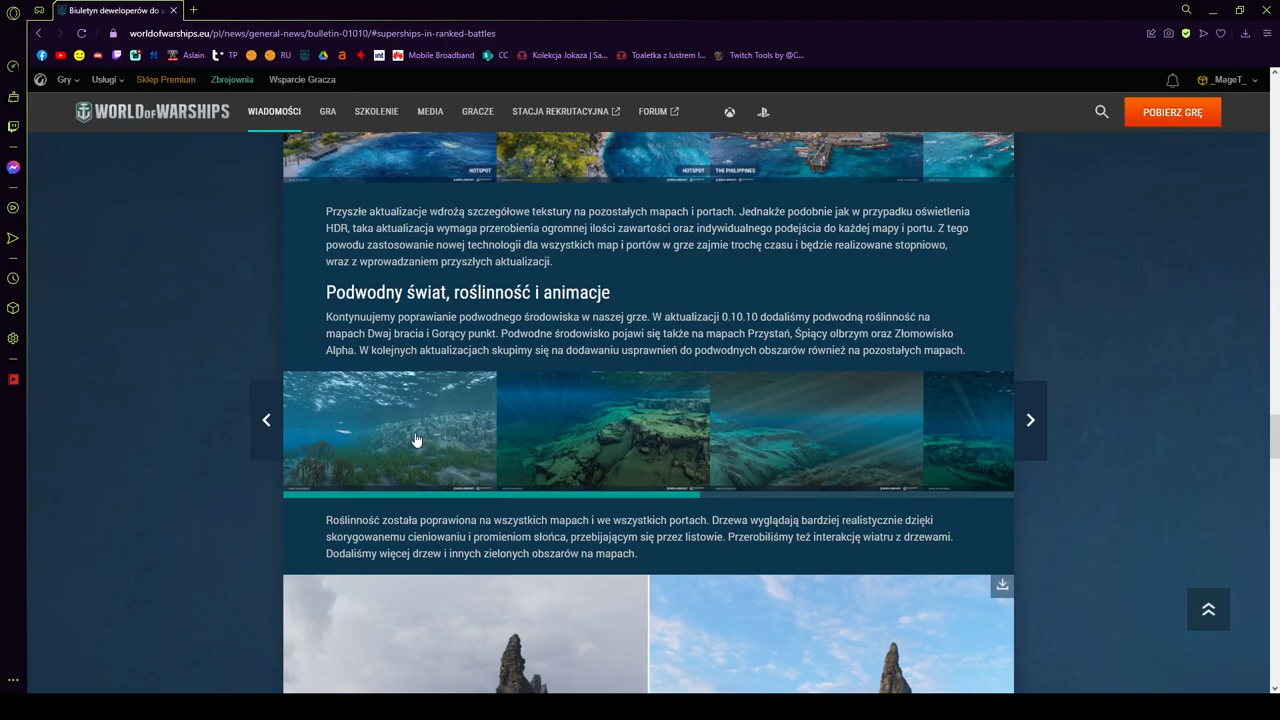 Biuletyn deweloperów do a
worldofwarships.eu/pl/news/general-news/bulletin-01010/#superships-in-ranked-battles
Aslain TP RU int Mobile Broadband CC Kolekcja Jokaza | Sa... Toaletka z lustrem I... Twitch Tools by @C...
Gry Usługi Sklep Premium Zbrojownia Wsparcie Gracza _MageT_
WORLD OF WARSHIPS WIADOMOŚCI GRA SZKOLENIE MEDIA GRACZE STACJA REKRUTACYJNA FORUM POBIERZ GRĘ
HOTSPOT HOTSPOT THE PHILIPPINES
Przyszłe aktualizacje wdrożą szczegółowe tekstury na pozostałych mapach i portach. Jednakże podobnie jak w przypadku oświetlenia
HDR, taka aktualizacja wymaga przerobienia ogromnej ilości zawartości oraz indywidualnego podejścia do każdej mapy i portu. Z tego
powodu zastosowanie nowej technologii dla wszystkich map i portów w grze zajmie trochę czasu i będzie realizowane stopniowo,
wraz z wprowadzaniem przyszłych aktualizacji.
Podwodny świat, roślinność i animacje
Kontynuujemy poprawianie podwodnego środowiska w naszej grze. W aktualizacji 0.10.10 dodaliśmy podwodną roślinność na
mapach Dwaj bracia i Gorący punkt. Podwodne środowisko pojawi się także na mapach Przystań, Śpiący olbrzym oraz Złomowisko
Alpha. W kolejnych aktualizacjach skupimy się na dodawaniu usprawnień do podwodnych obszarów również na pozostałych mapach.
Roślinność została poprawiona na wszystkich mapach i we wszystkich portach. Drzewa wyglądają bardziej realistycznie dzięki
skorygowanemu cieniowaniu i promieniom słońca, przebijającym się przez listowie. Przerobiliśmy też interakcję wiatru z drzewami.
Dodaliśmy więcej drzew i innych zielonych obszarów na mapach.